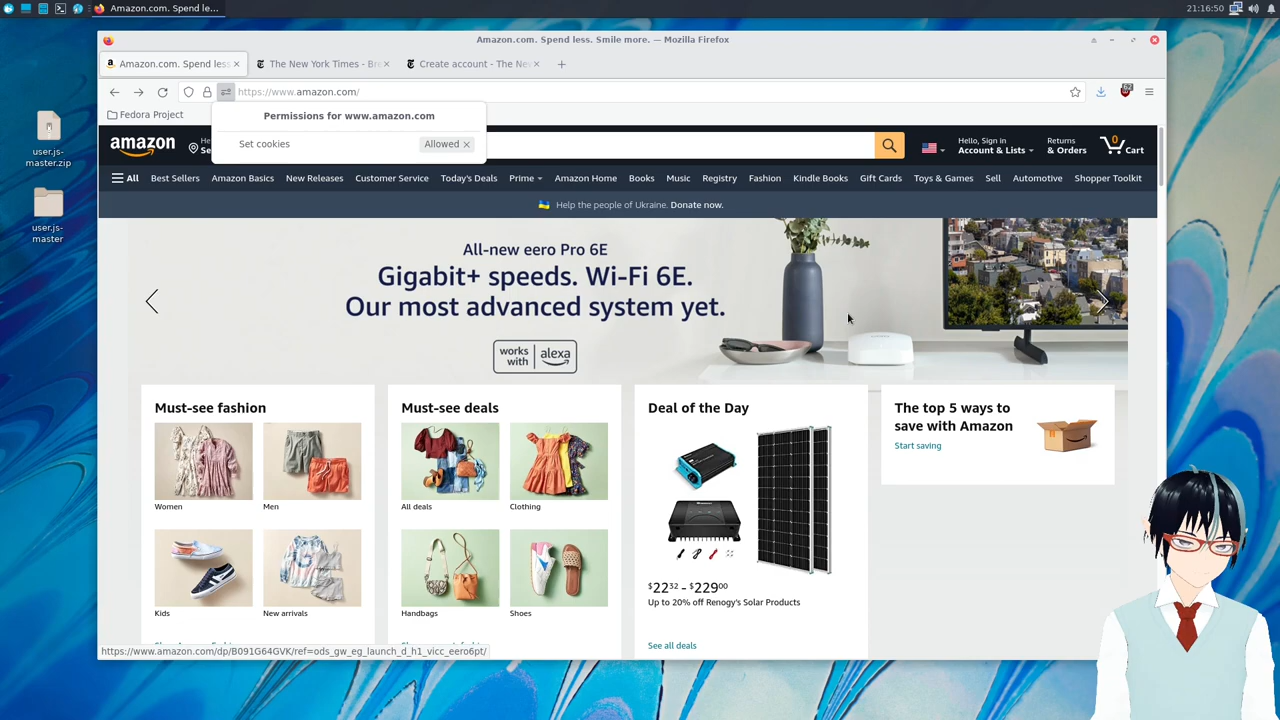 Amazon.com. Spend le...
21:16:50
Amazon.com. Spend less. Smile more. — Mozilla Firefox
Amazon.com. Spend less
The New York Times - Bre
Create account - The Ne
https://www.amazon.com/
62
Fedora Project
Permissions for www.amazon.com
Set cookies
Allowed
user.js-master.zip
user.js-master
amazon
He
Se
Hello, Sign in
Account & Lists
Returns
& Orders
Cart
All
Best Sellers
Amazon Basics
New Releases
Customer Service
Today's Deals
Prime
Amazon Home
Books
Music
Registry
Fashion
Kindle Books
Gift Cards
Toys & Games
Sell
Automotive
Shopper Toolkit
Help the people of Ukraine. Donate now.
All-new eero Pro 6E
Gigabit+ speeds. Wi-Fi 6E.
Our most advanced system yet.
works with alexa
Must-see fashion
Women
Men
Kids
New arrivals
Must-see deals
All deals
Clothing
Handbags
Shoes
Deal of the Day
$22.32 - $229.00
Up to 20% off Renogy's Solar Products
See all deals
The top 5 ways to
save with Amazon
Start saving
https://www.amazon.com/dp/B091G64GVK/ref=ods_gw_eg_launch_d_h1_vicc_eero6pt/